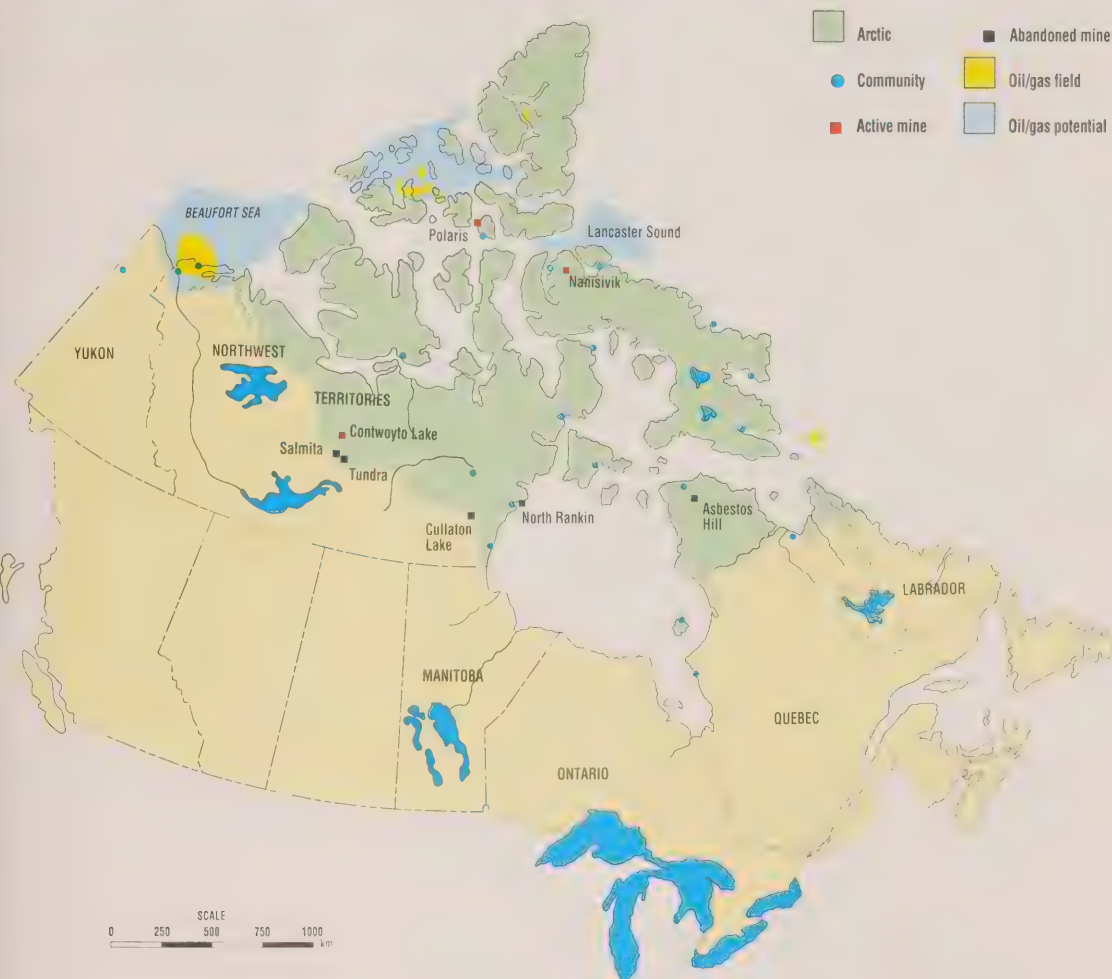 Arctic
Abandoned mine
Community
Oil/gas field
Active mine
Oil/gas potential
BEAUFORT SEA
Polaris
Lancaster Sound
Nanisivik
YUKON
NORTHWEST
TERRITORIES
Contwoyto Lake
Salmita
Tundra
North Rankin
Cullaton
Lake
Asbestos
Hill
LABRADOR
MANITOBA
QUEBEC
ONTARIO
SCALE
0 250 500 750 1000
km